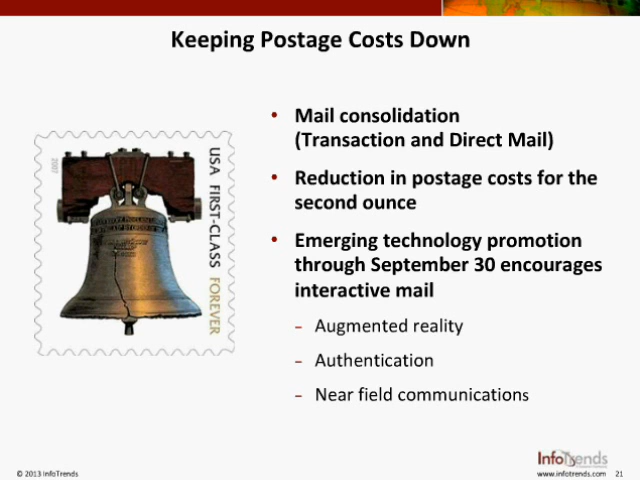 Keeping Postage Costs Down
• Mail consolidation
(Transaction and Direct Mail)
• Reduction in postage costs for the
second ounce
• Emerging technology promotion
through September 30 encourages
interactive mail
– Augmented reality
– Authentication
– Near field communications
2007
USA FIRST-CLASS FOREVER
© 2013 InfoTrends
InfoTrends
www.infotrends.com 21